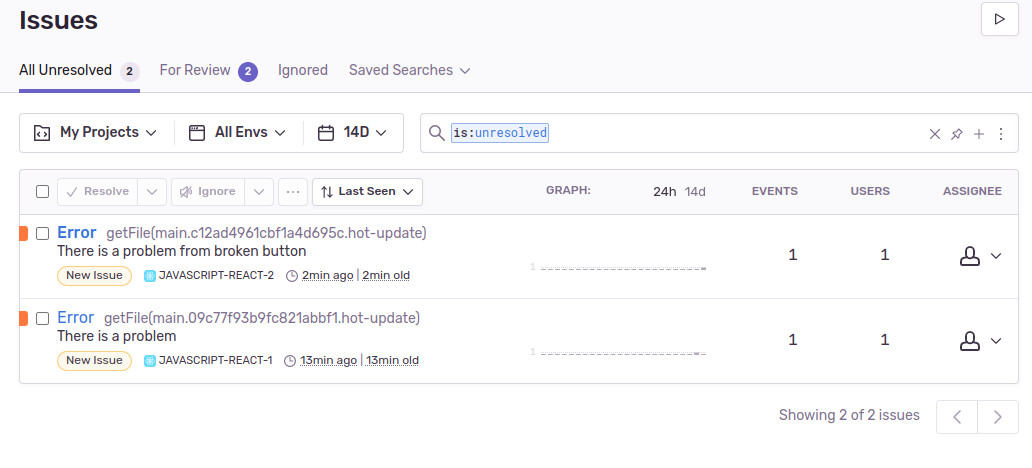 Issues
All Unresolved 2 For Review 2 Ignored Saved Searches
My Projects All Envs 14D is:unresolved
Resolve Ignore ... Last Seen GRAPH: 24h 14d EVENTS USERS ASSIGNEE
Error getFile(main.c12ad4961cbf1a4d695c.hot-update)
There is a problem from broken button
1 1 1
New Issue JAVASCRIPT-REACT-2 2min ago | 2min old
Error getFile(main.09c77f93b9fc821abbf1.hot-update)
There is a problem
1 1 1
New Issue JAVASCRIPT-REACT-1 13min ago | 13min old
Showing 2 of 2 issues